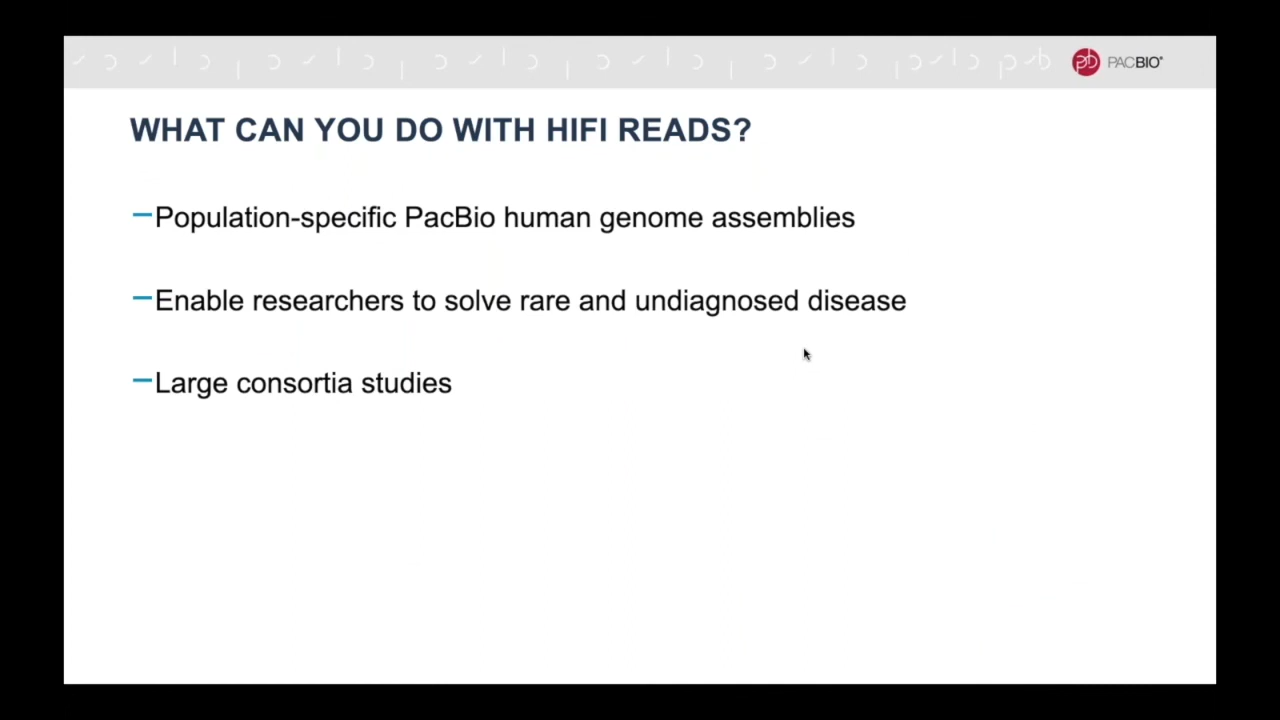 PACBIO®
WHAT CAN YOU DO WITH HIFI READS?
– Population-specific PacBio human genome assemblies
– Enable researchers to solve rare and undiagnosed disease
– Large consortia studies